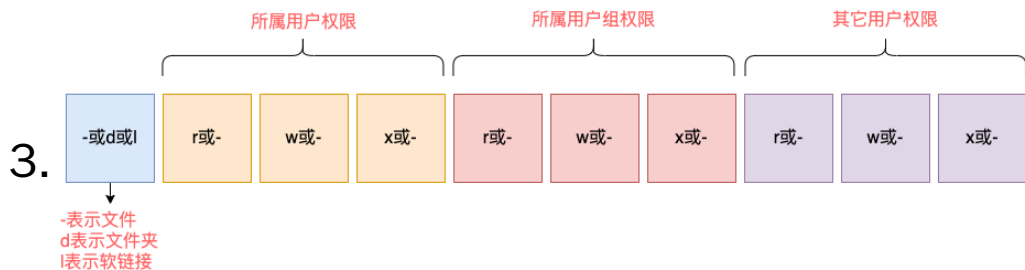 所属用户权限
所属用户组权限
其它用户权限
3.
-或d或l
r或-
w或-
x或-
r或-
w或-
x或-
r或-
w或-
x或-
-表示文件
d表示文件夹
l表示软链接